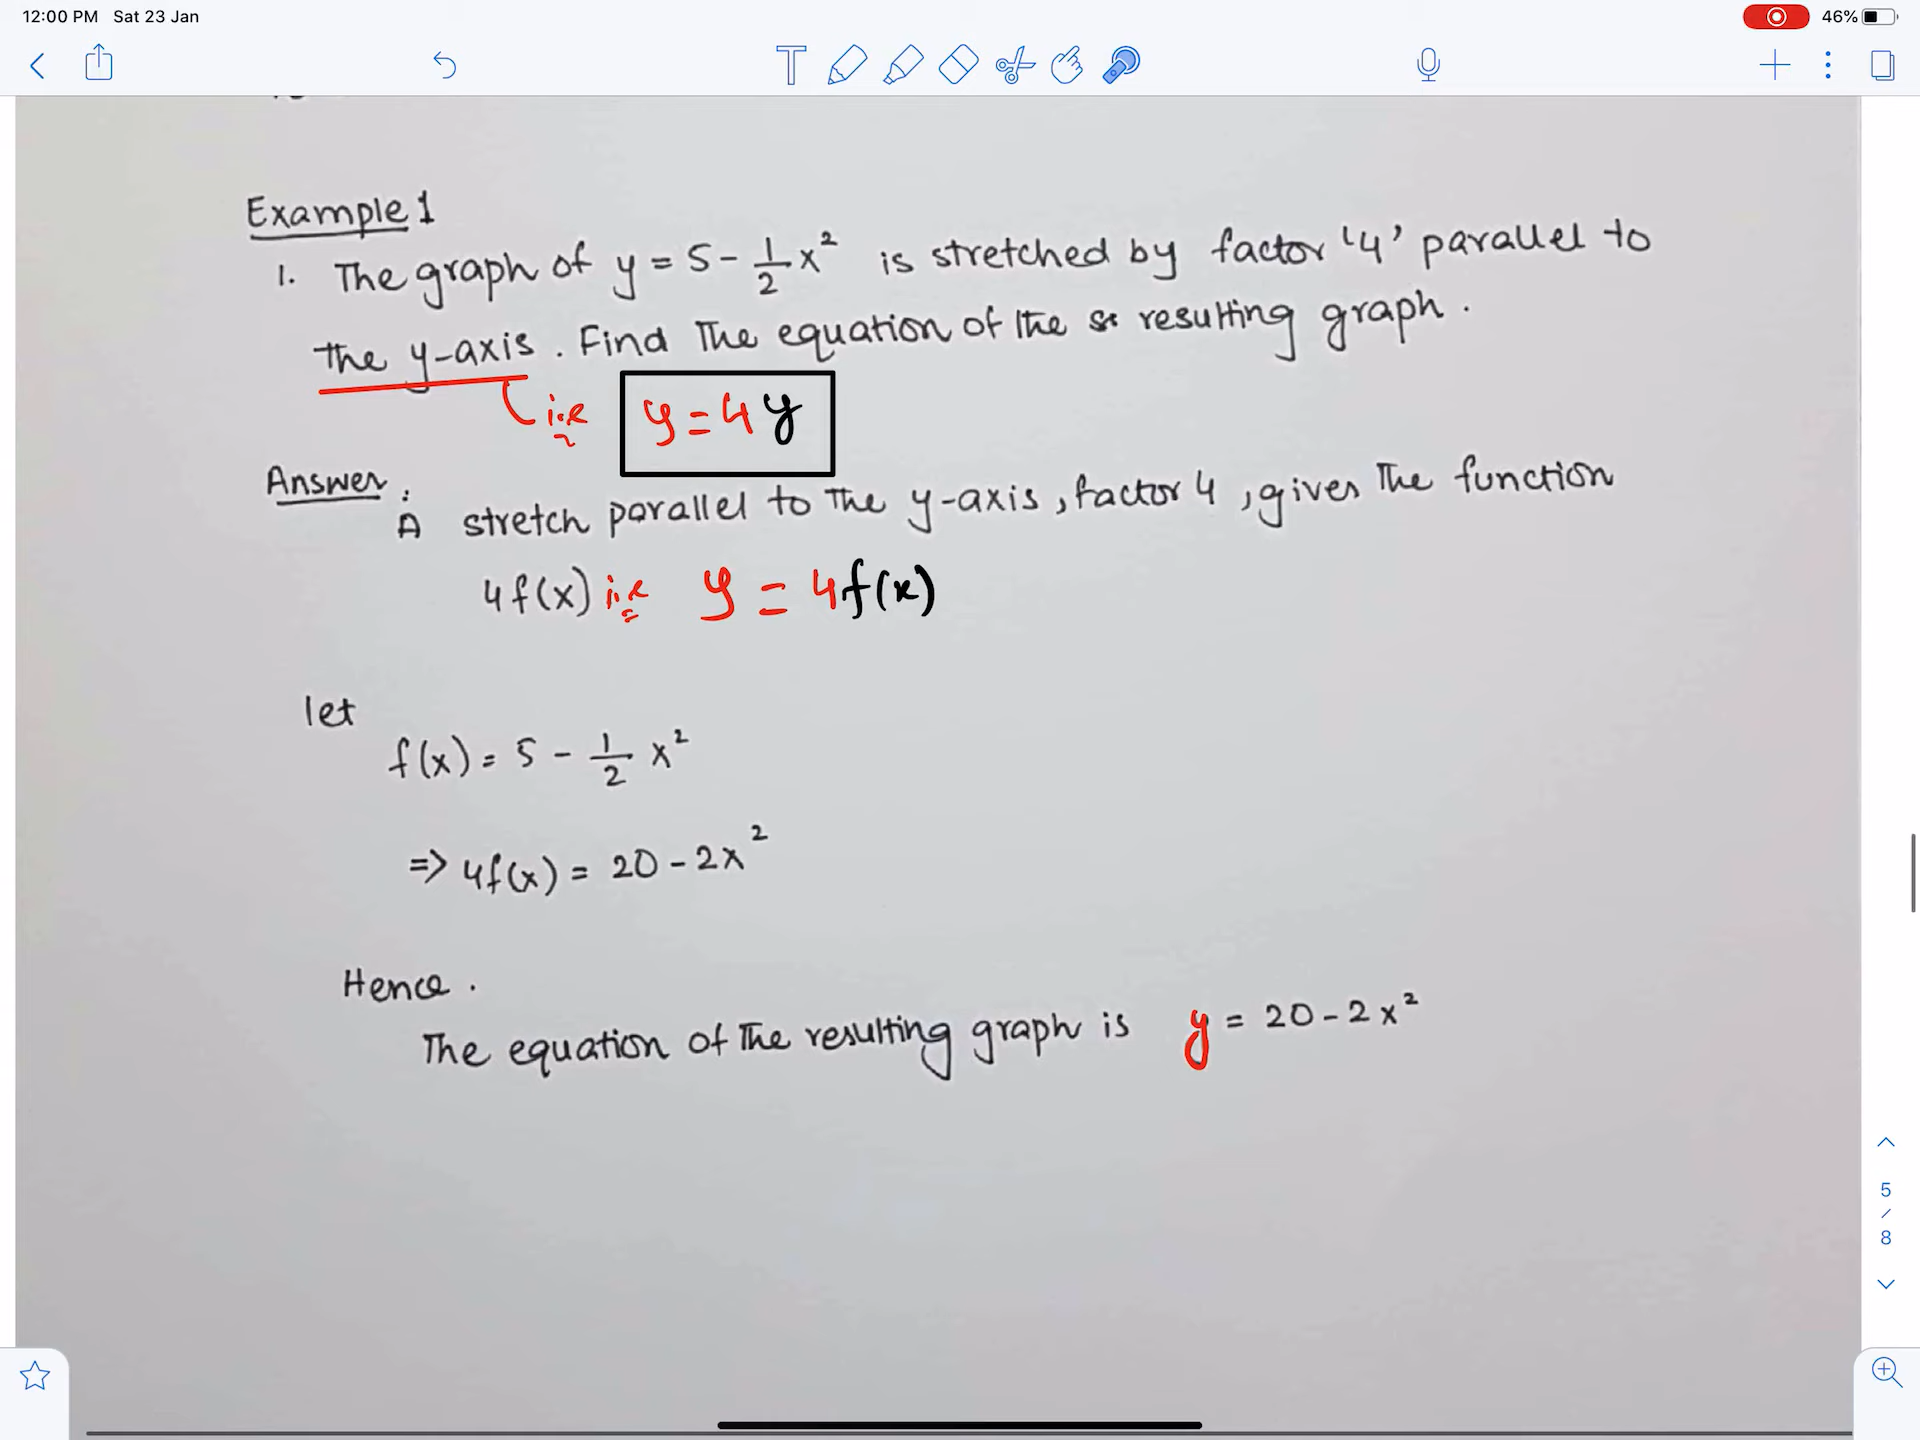 12:00 PM Sat 23 Jan
46%
T
Example 1
1. The graph of y = 5 - 1/2 x² is stretched by factor '4' parallel to
the y-axis. Find The equation of the resulting graph.
i.e y = 4y
Answer:
A stretch parallel to the y-axis, factor 4, gives The function
4f(x) i.e y = 4f(x)
let
f(x) = 5 - 1/2 x²
=> 4f(x) = 20 - 2x²
Hence.
The equation of The resulting graph is y = 20 - 2x²
5
/
8